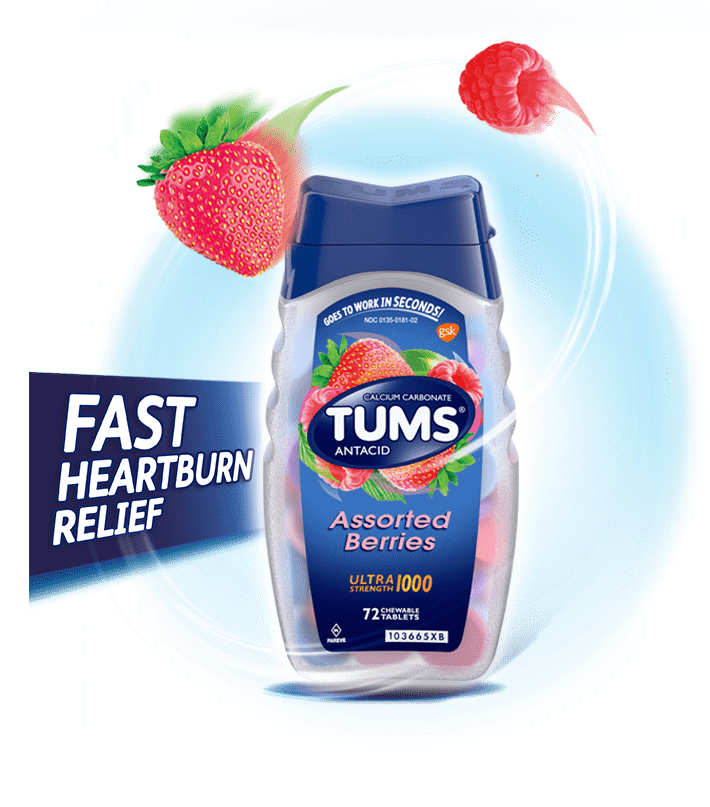 TUMS
GOES TO WORK IN SECONDS!
NDC 0135-0181-02
gsk
CALCIUM CARBONATE
TUMS®
ANTACID
FAST
HEARTBURN
RELIEF
Assorted
Berries
ULTRA
STRENGTH 1000
72 CHEWABLE
TABLETS
PAREVE
103665XB